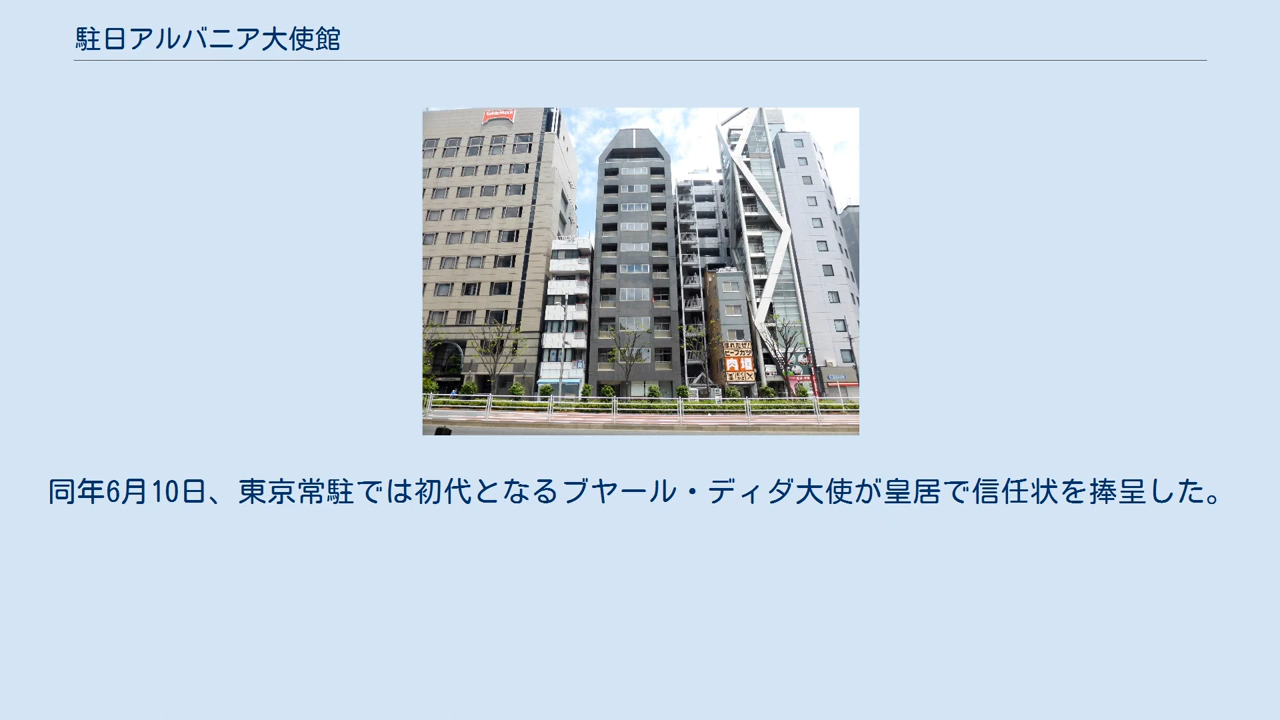 駐日アルバニア大使館
肉塊
同年6月10日、東京常駐では初代となるブヤール・ディダ大使が皇居で信任状を捧呈した。